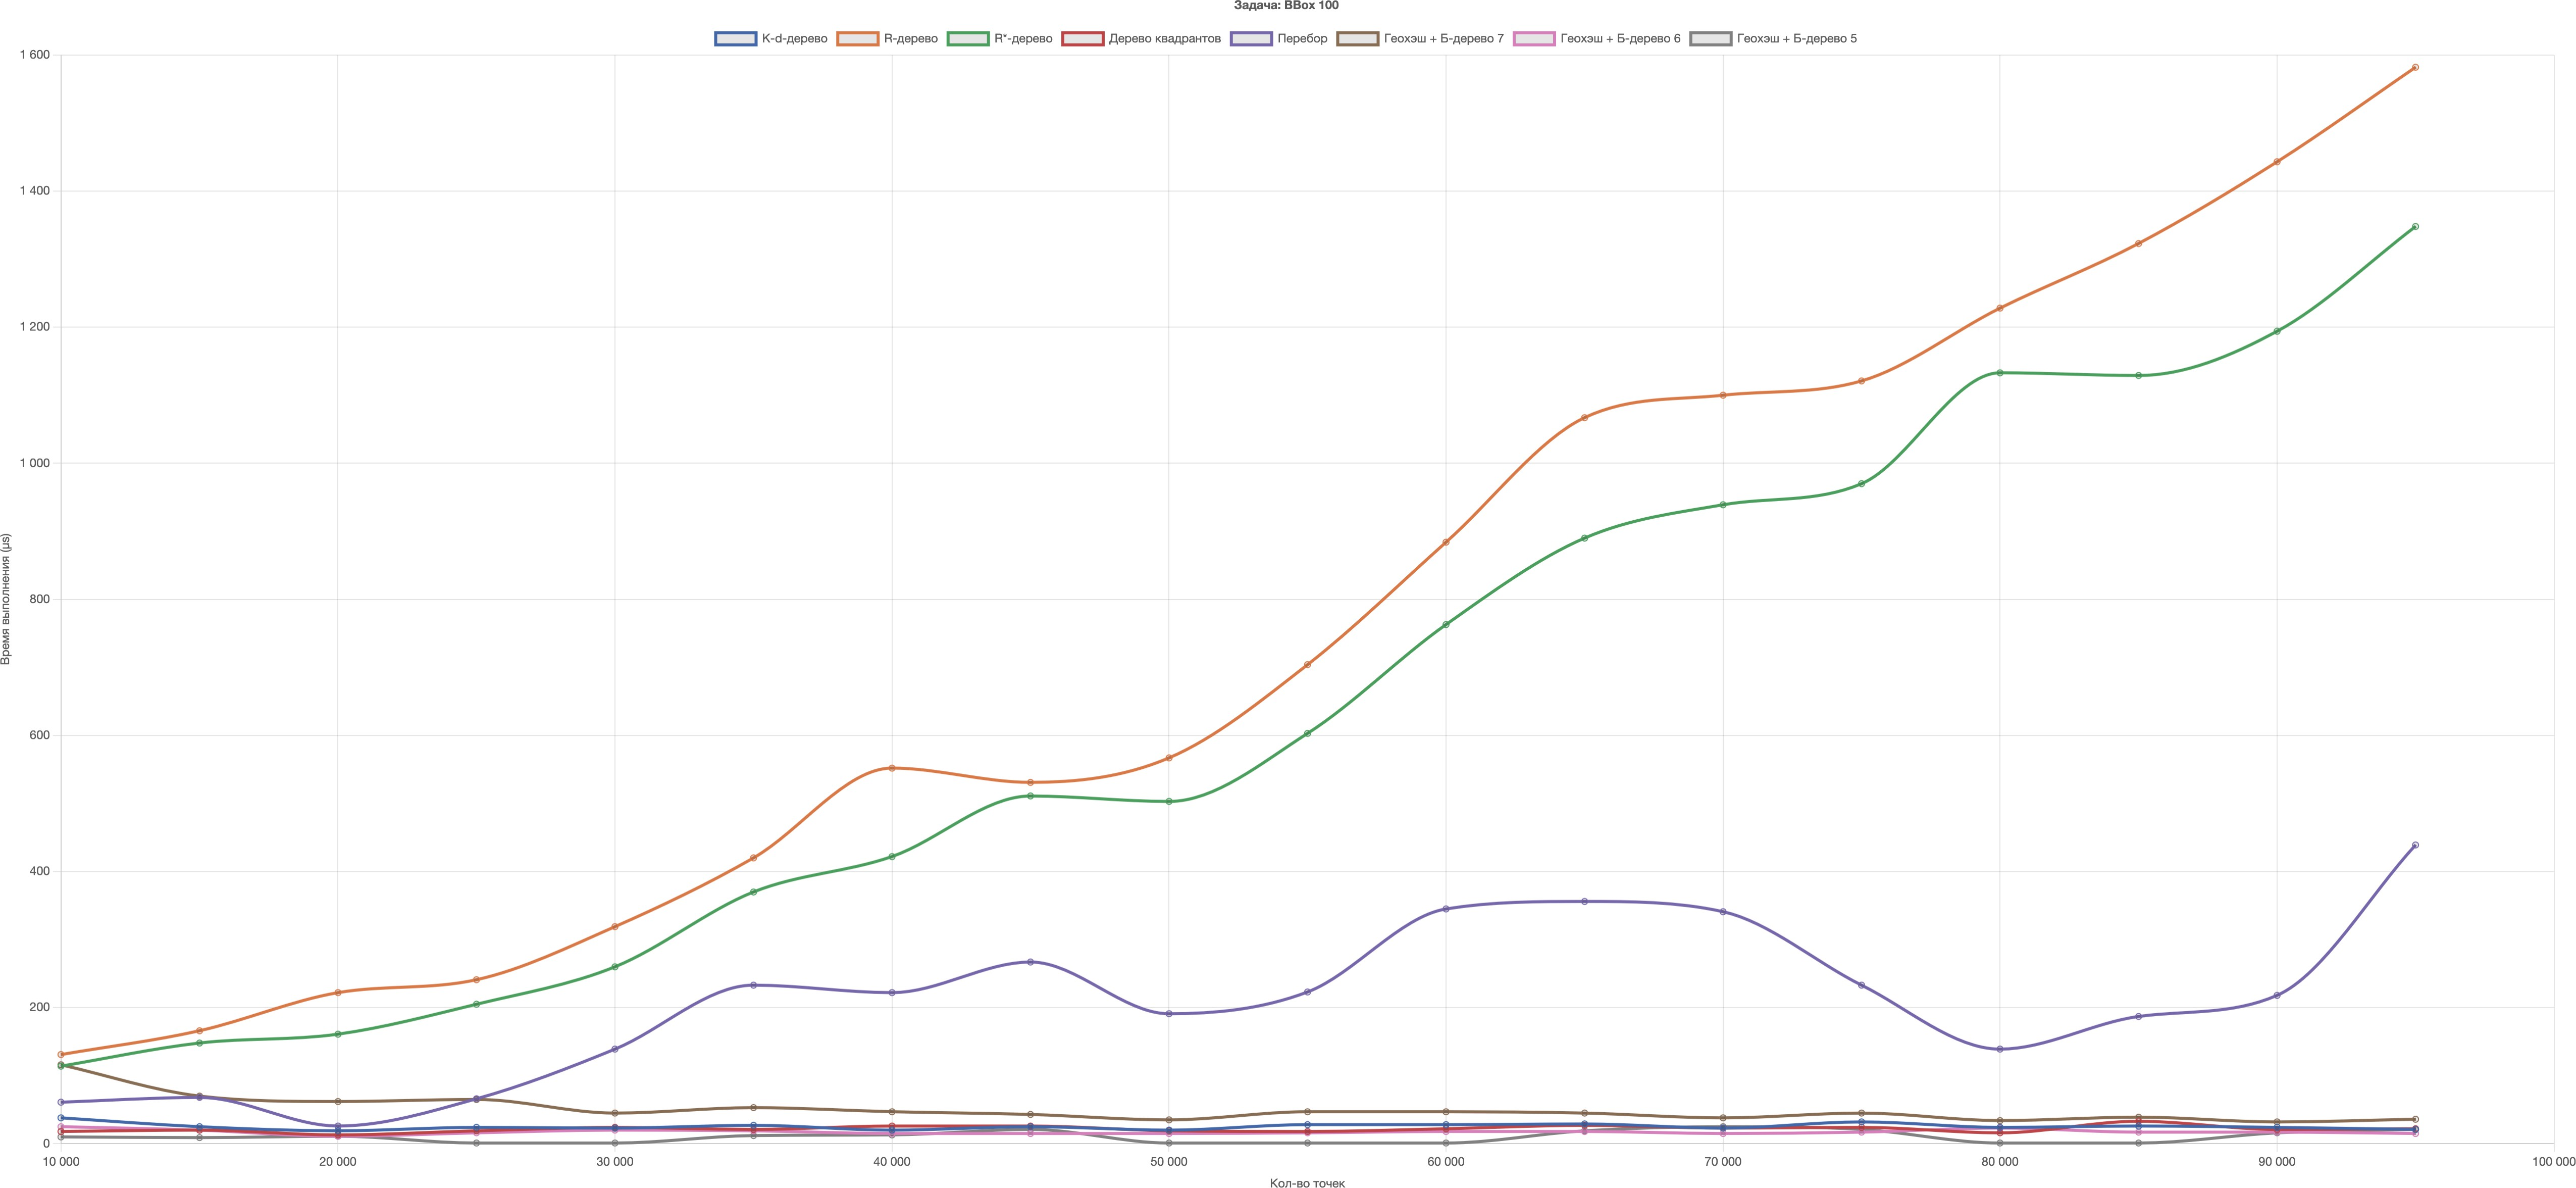 Задача: BBox 100
K-d-дерево R-дерево R*-дерево Дерево квадрантов Перебор Геохэш + Б-дерево 7 Геохэш + Б-дерево 6 Геохэш + Б-дерево 5
1 600
1 400
1 200
1 000
800
600
400
200
0
Время выполнения (μs)
10 000 20 000 30 000 40 000 50 000 60 000 70 000 80 000 90 000 100 000
Кол-во точек